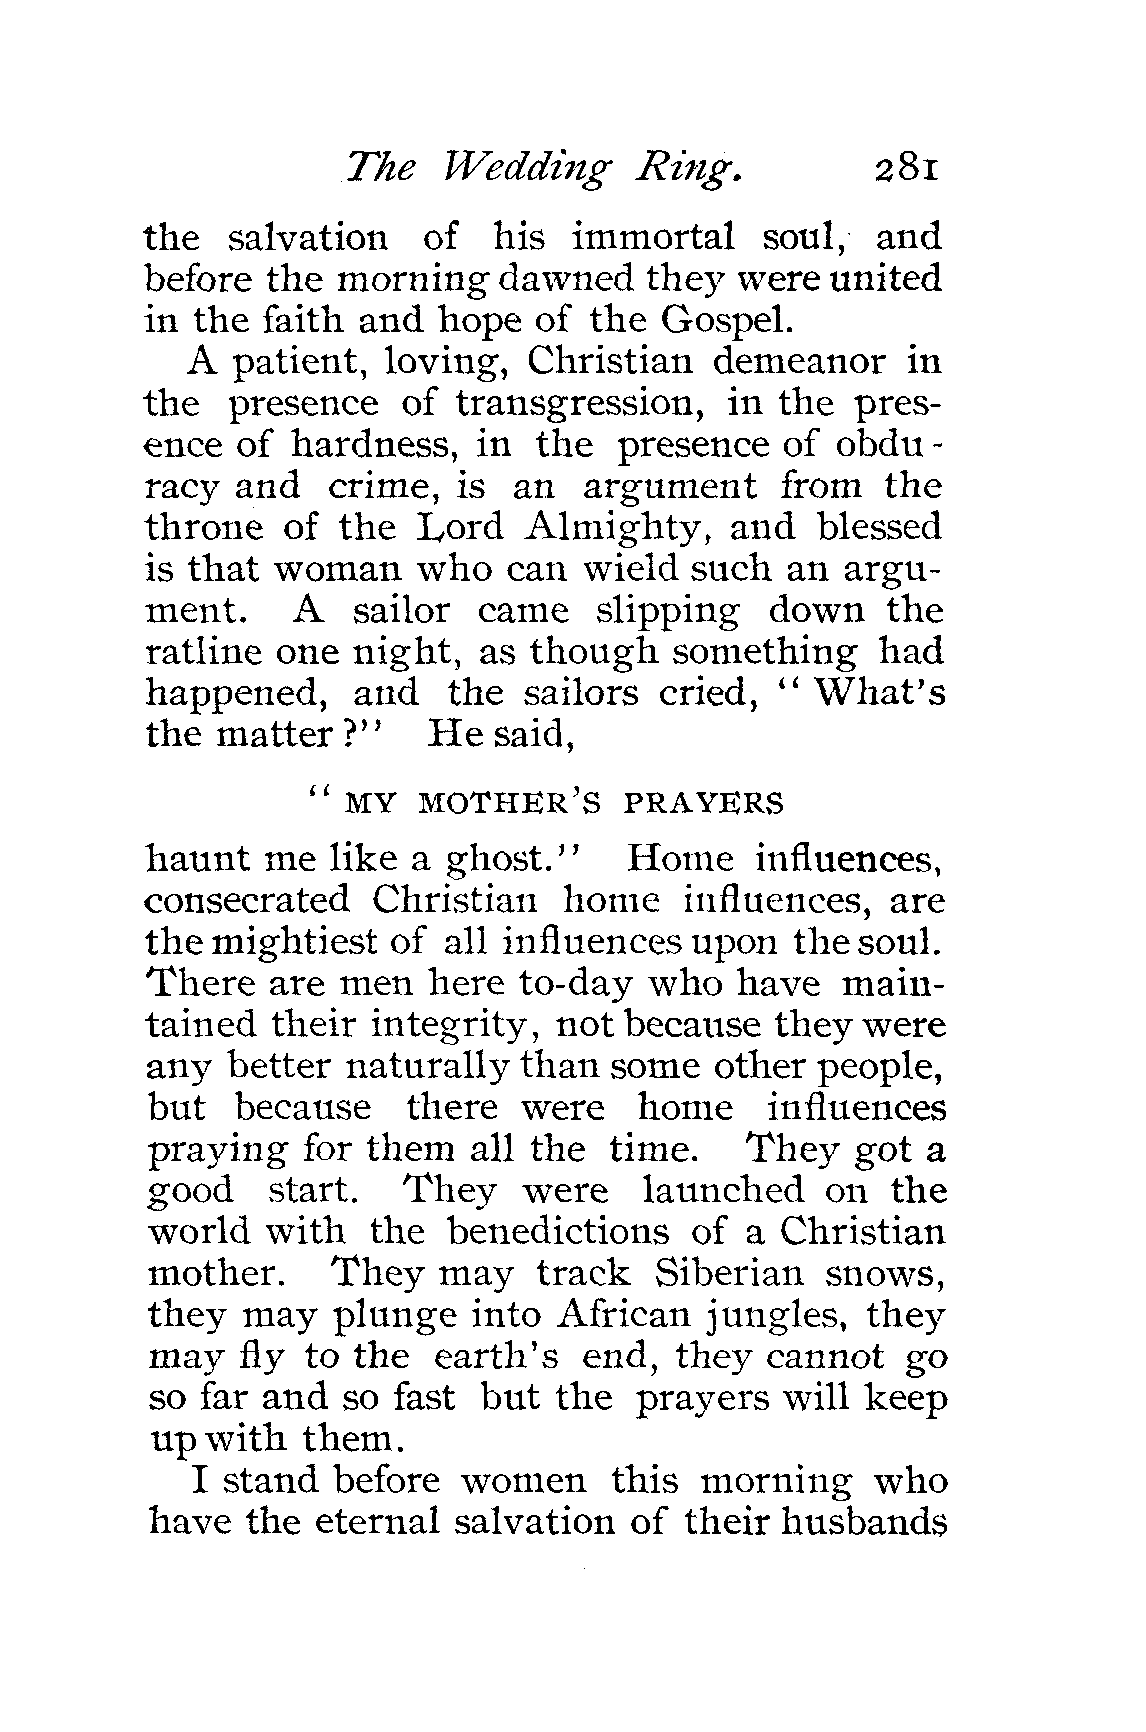 The Wedding Ring. 281
the salvation of his immortal soul, and
before the morning dawned they were united
in the faith and hope of the Gospel.
A patient, loving, Christian demeanor in
the presence of transgression, in the pres-
ence of hardness, in the presence of obdu-
racy and crime, is an argument from the
throne of the Lord Almighty, and blessed
is that woman who can wield such an argu-
ment. A sailor came slipping down the
ratline one night, as though something had
happened, and the sailors cried, "What's
the matter?" He said,
"MY MOTHER'S PRAYERS
haunt me like a ghost." Home influences,
consecrated Christian home influences, are
the mightiest of all influences upon the soul.
There are men here to-day who have main-
tained their integrity, not because they were
any better naturally than some other people,
but because there were home influences
praying for them all the time. They got a
good start. They were launched on the
world with the benedictions of a Christian
mother. They may track Siberian snows,
they may plunge into African jungles, they
may fly to the earth's end, they cannot go
so far and so fast but the prayers will keep
up with them.
I stand before women this morning who
have the eternal salvation of their husbands